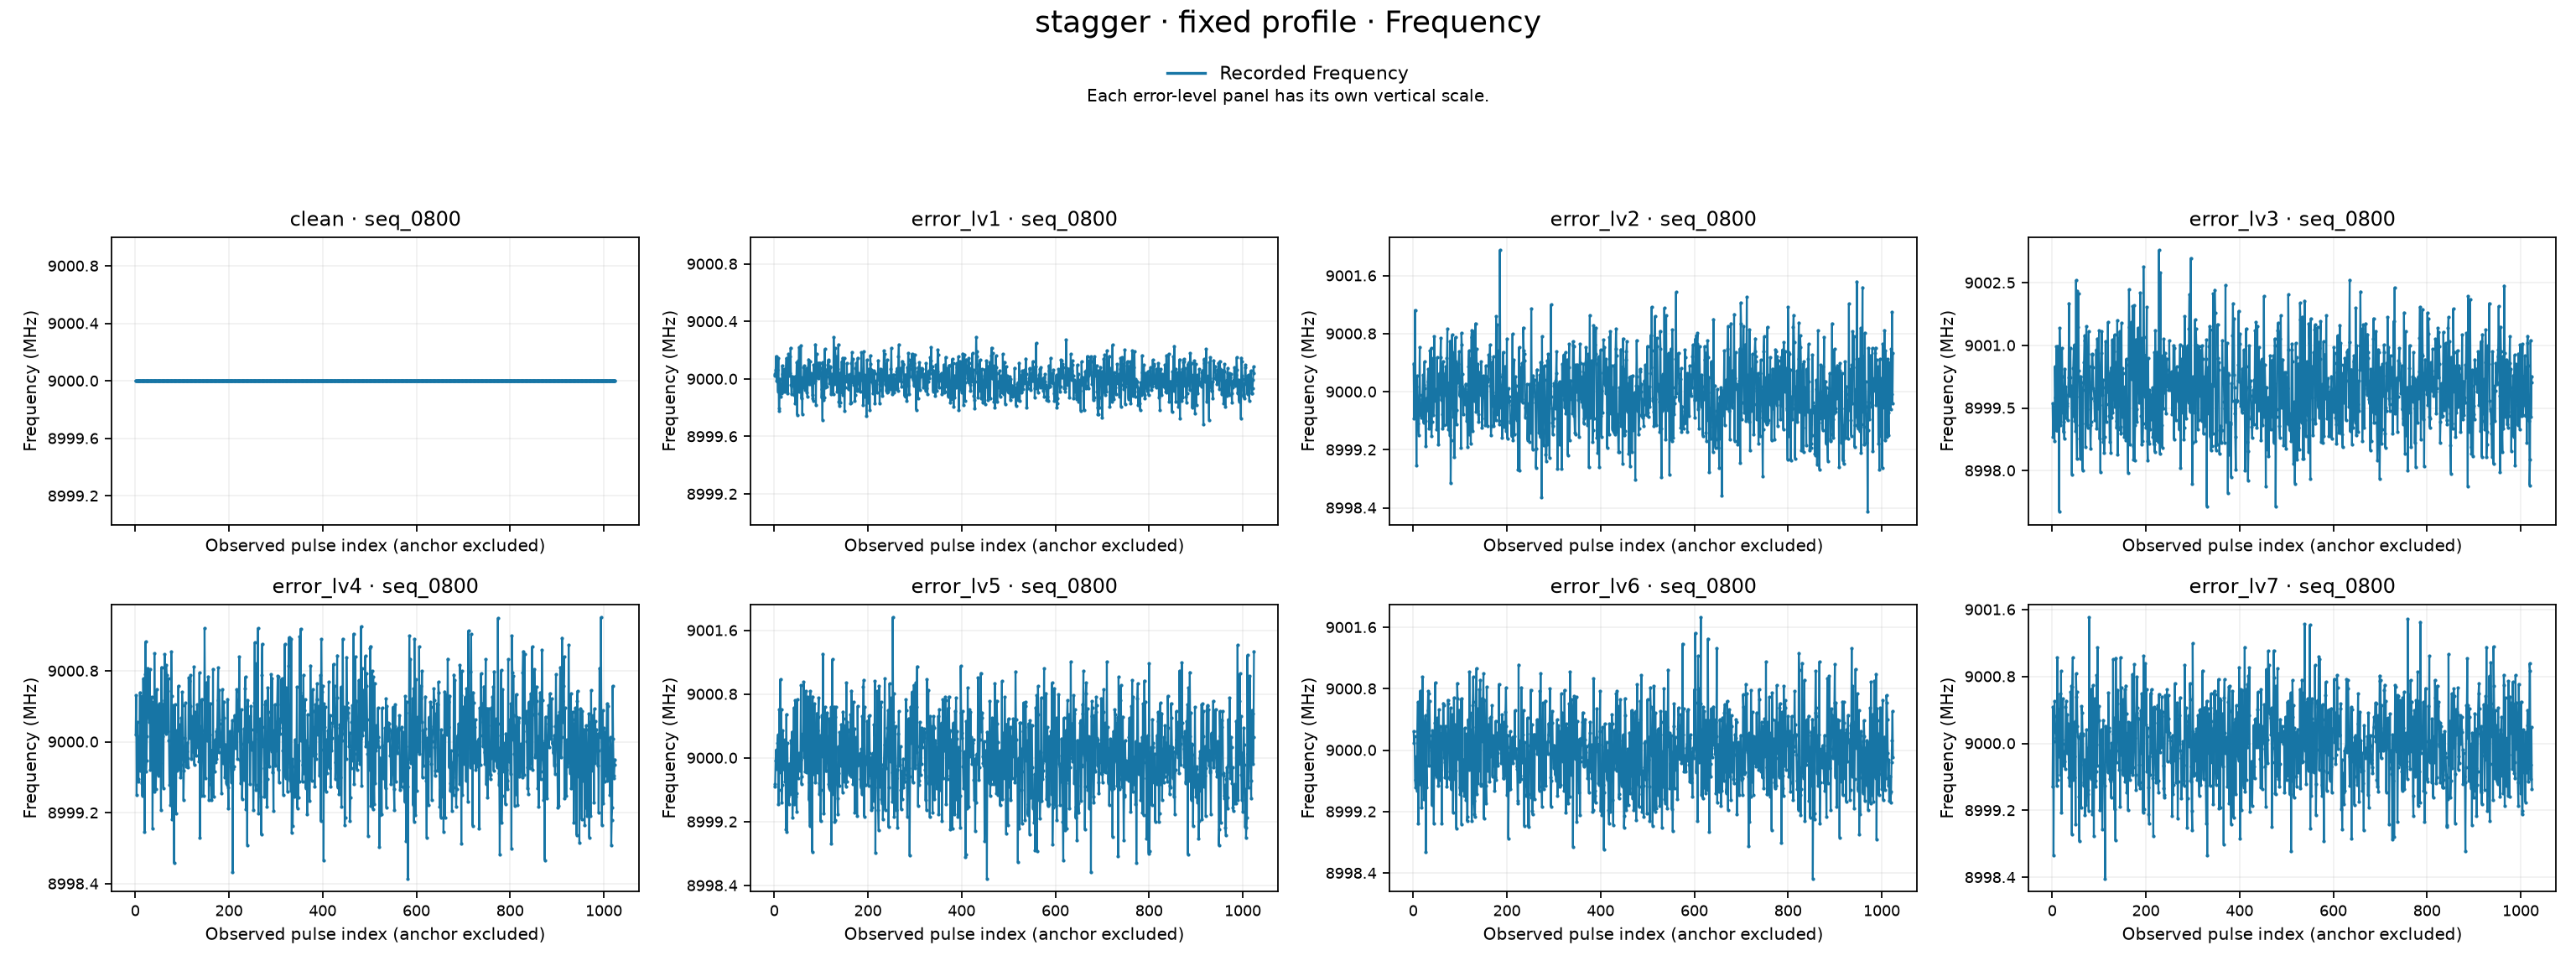 stagger · fixed profile · Frequency
Recorded Frequency
Each error-level panel has its own vertical scale.
clean · seq_0800
error_lv1 · seq_0800
error_lv2 · seq_0800
error_lv3 · seq_0800
Frequency (MHz)
9000.8
9000.4
9000.0
8999.6
8999.2
Observed pulse index (anchor excluded)
Frequency (MHz)
9000.8
9000.4
9000.0
8999.6
8999.2
Observed pulse index (anchor excluded)
Frequency (MHz)
9001.6
9000.8
9000.0
8999.2
8998.4
Observed pulse index (anchor excluded)
Frequency (MHz)
9002.5
9001.0
8999.5
8998.0
Observed pulse index (anchor excluded)
error_lv4 · seq_0800
error_lv5 · seq_0800
error_lv6 · seq_0800
error_lv7 · seq_0800
Frequency (MHz)
9000.8
9000.0
8999.2
8998.4
0 200 400 600 800 1000
Observed pulse index (anchor excluded)
Frequency (MHz)
9001.6
9000.8
9000.0
8999.2
8998.4
0 200 400 600 800 1000
Observed pulse index (anchor excluded)
Frequency (MHz)
9001.6
9000.8
9000.0
8999.2
8998.4
0 200 400 600 800 1000
Observed pulse index (anchor excluded)
Frequency (MHz)
9001.6
9000.8
9000.0
8999.2
8998.4
0 200 400 600 800 1000
Observed pulse index (anchor excluded)